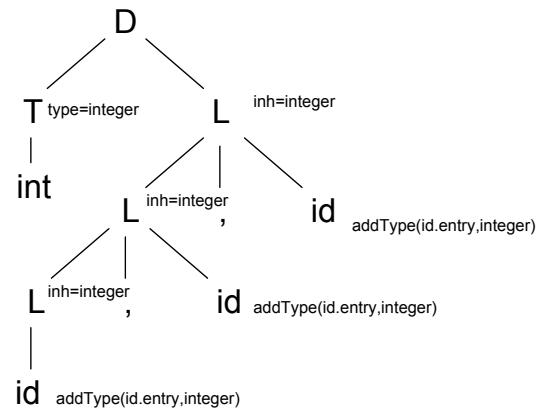 D
T type=integer L inh=integer
int
L inh=integer , id addType(id.entry,integer)
L inh=integer , id addType(id.entry,integer)
id addType(id.entry,integer)